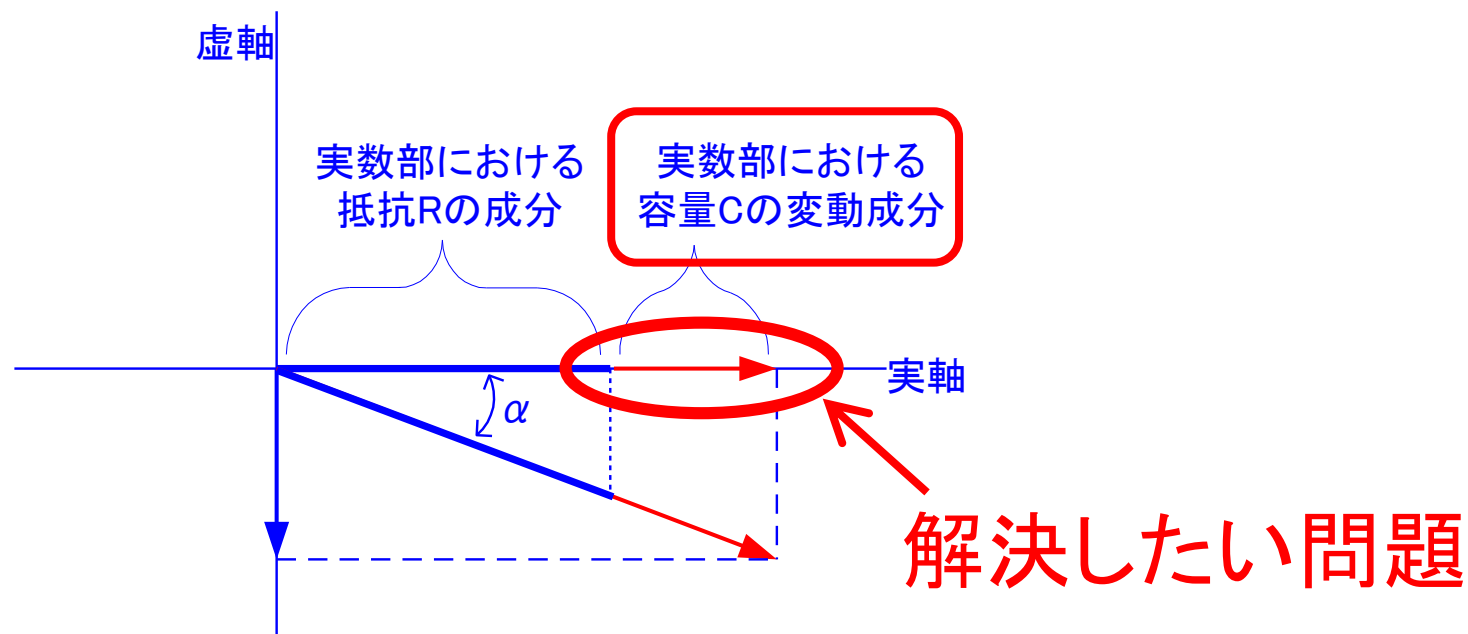 虚軸
実数部における
抵抗Rの成分
実数部における
容量Cの変動成分
実軸
α
解決したい問題